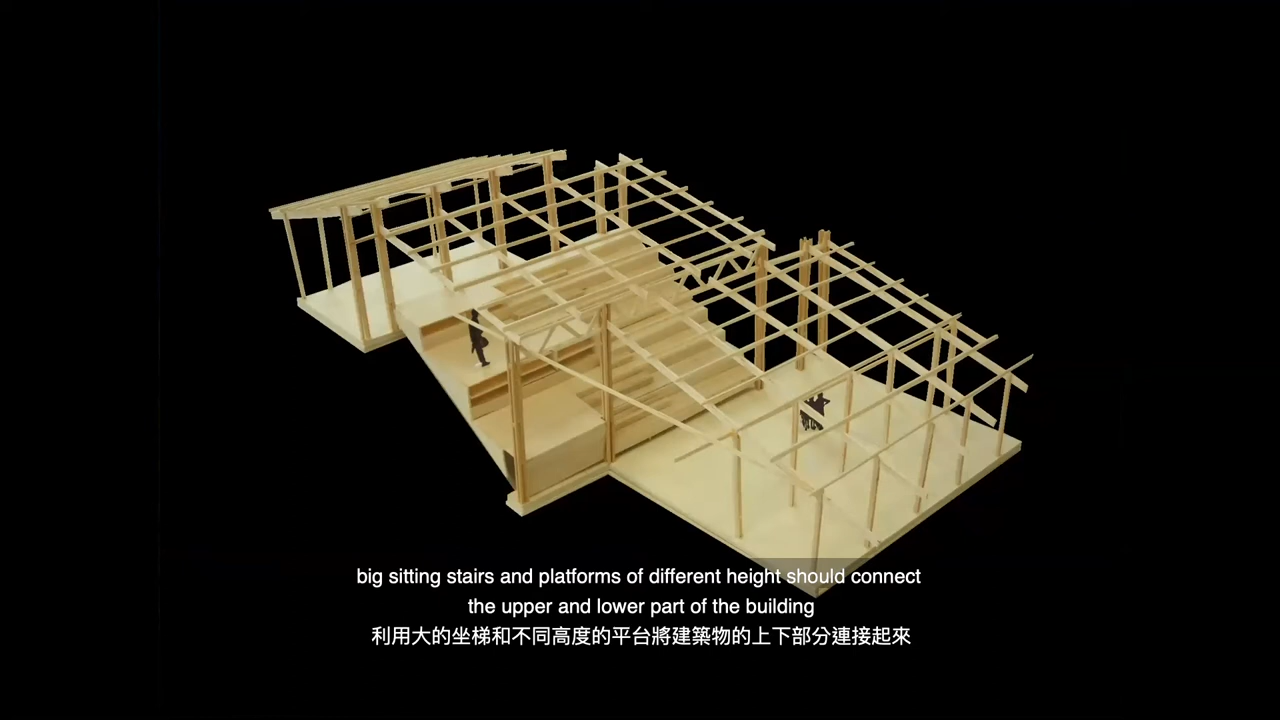 big sitting stairs and platforms of different height should connect
the upper and lower part of the building
利用大的坐梯和不同高度的平台將建築物的上下部分連接起來